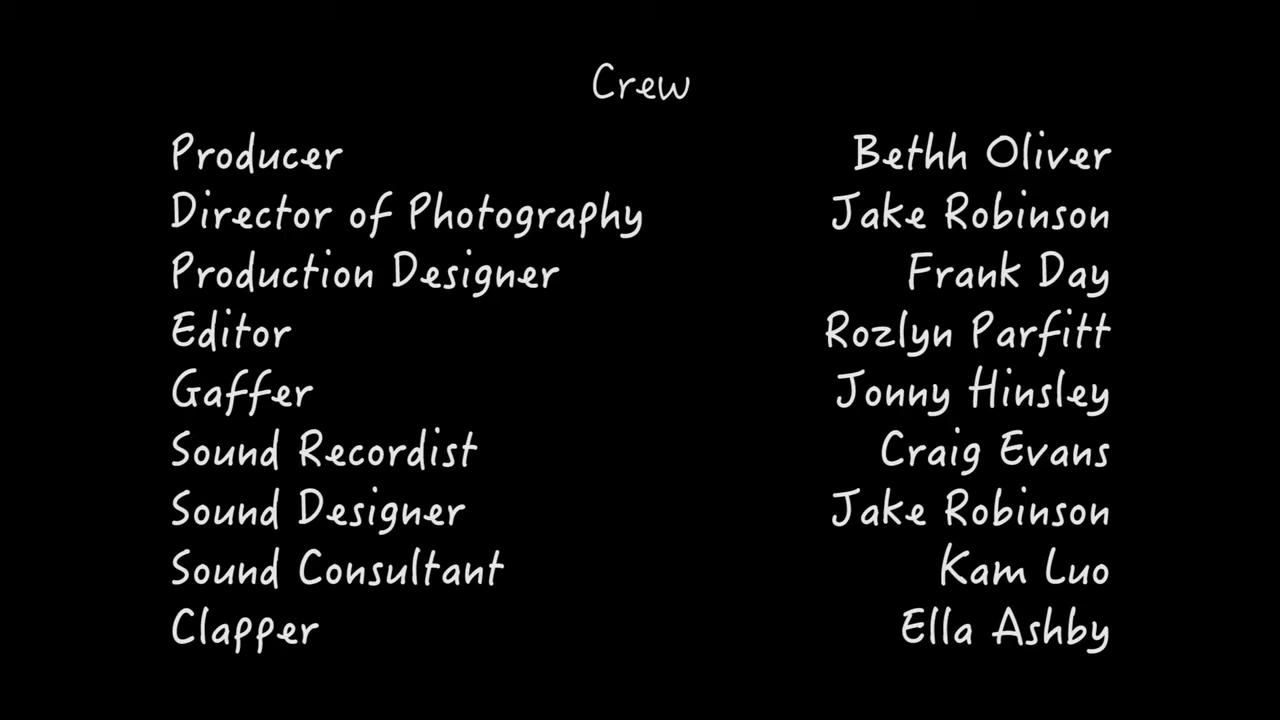 Crew
Producer Bethh Oliver
Director of Photography Jake Robinson
Production Designer Frank Day
Editor Rozlyn Parfitt
Gaffer Jonny Hinsley
Sound Recordist Craig Evans
Sound Designer Jake Robinson
Sound Consultant Kam Luo
Clapper Ella Ashby